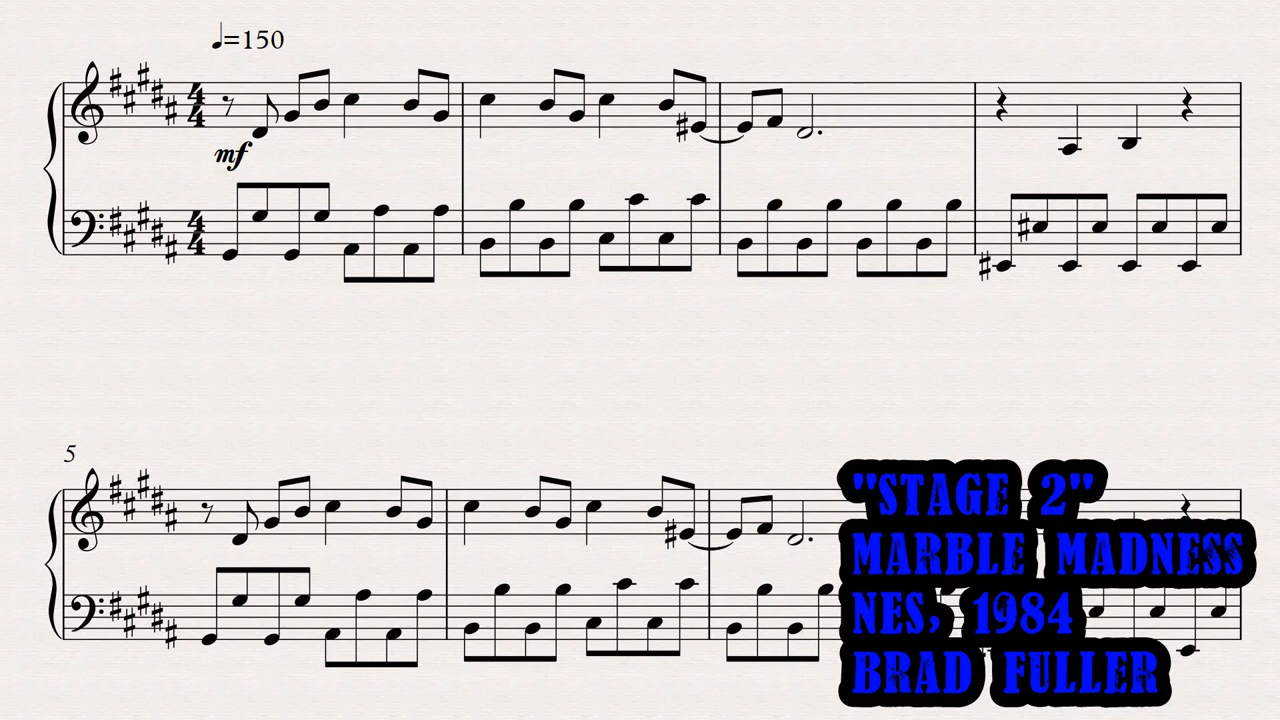 ♩=150
mf
5
"STAGE 2"
MARBLE MADNESS
NES, 1984
BRAD FULLER